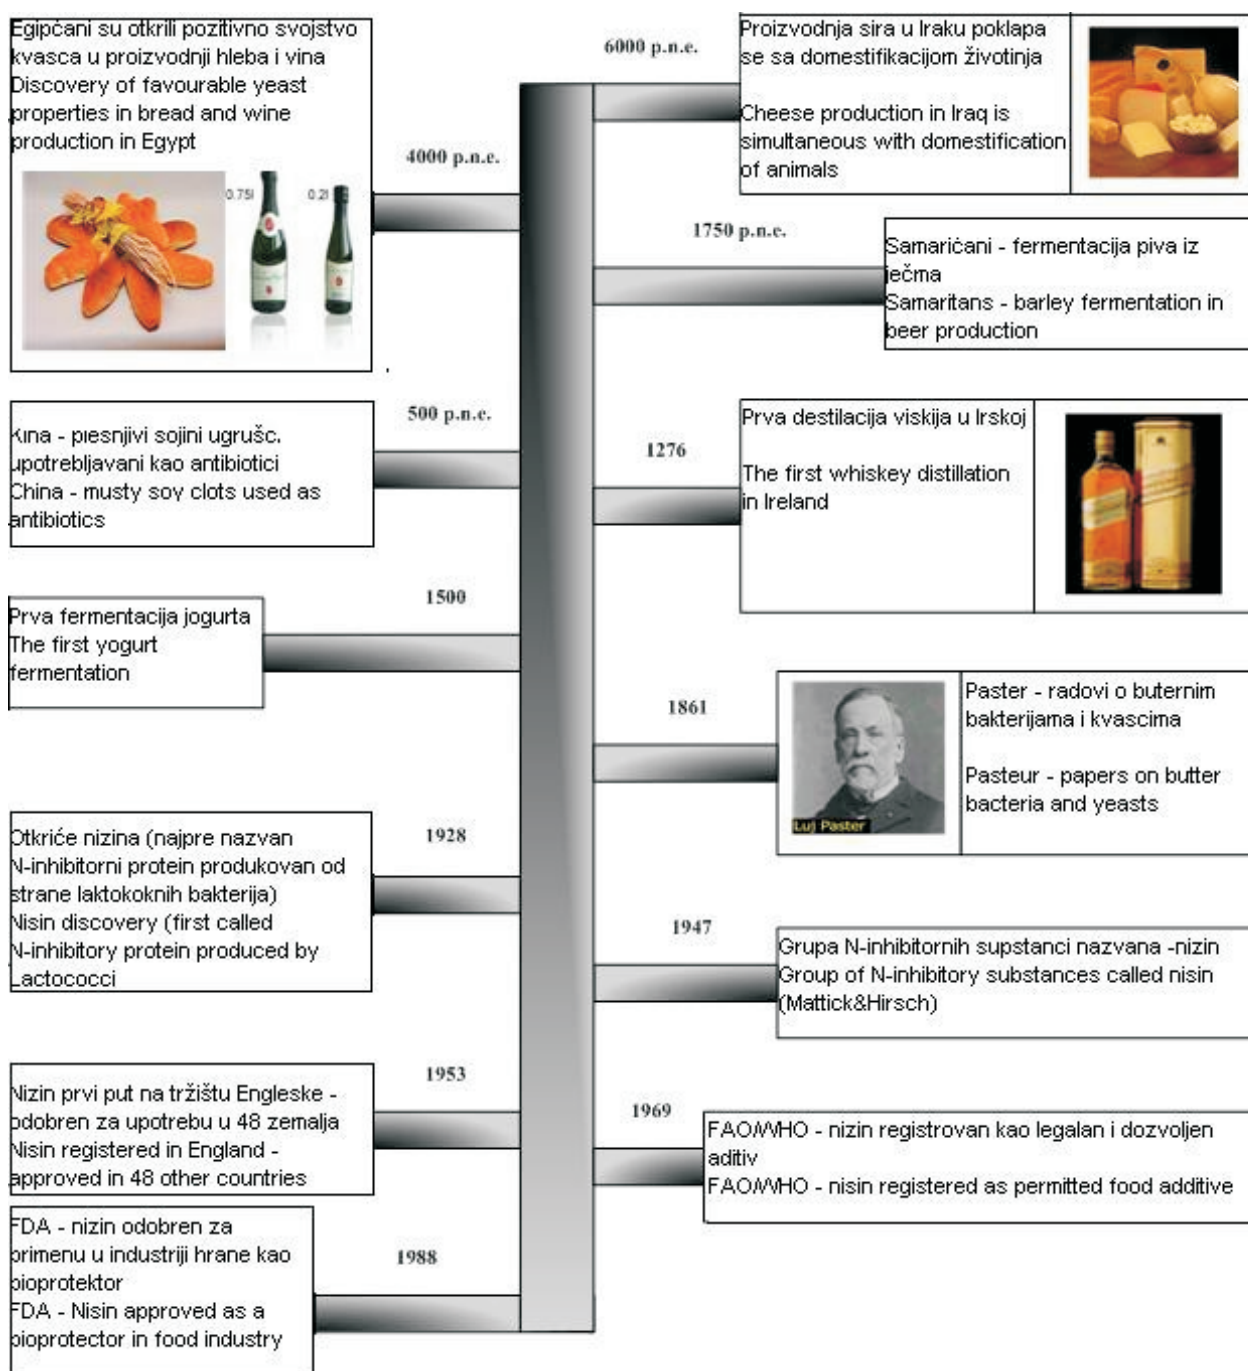 6000 p.n.e.
Proizvodnja sira u Iraku poklapa
se sa domestifikacijom životinja
Cheese production in Iraq is
simultaneous with domestification
of animals
4000 p.n.e.
Egipćani su otkrili pozitivno svojstvo
kvasca u proizvodnji hleba i vina
Discovery of favourable yeast
properties in bread and wine
production in Egypt
0.75l 0.2l
1750 p.n.e.
Samarićani - fermentacija piva iz
ječma
Samaritans - barley fermentation in
beer production
500 p.n.e.
Kina - plesnjivi sojini
upotrebljavani kao antibiotici
China - musty soy clots used as
antibiotics
1276
Prva destilacija viskija u Irskoj
The first whiskey distillation
in Ireland
1500
Prva fermentacija jogurta
The first yogurt
fermentation
1861
Luj Paster
Paster - radovi o buternim
bakterijama i kvascima
Pasteur - papers on butter
bacteria and yeasts
1928
Otkriće nizina (najpre nazvan
N-inhibitorni protein produkovan od
strane laktokoknih bakterija)
Nisin discovery (first called
N-inhibitory protein produced by
Lactococci
1947
Grupa N-inhibitornih supstanci nazvana -nizin
Group of N-inhibitory substances called nisin
(Mattick&Hirsch)
1953
Nizin prvi put na tržištu Engleske -
odobren za upotrebu u 48 zemalja
Nisin registered in England -
approved in 48 other countries
1969
FAO/WHO - nizin registrovan kao legalan i dozvoljen
aditiv
FAO/WHO - nisin registered as permitted food additive
1988
FDA - nizin odobren za
primenu u industriji hrane kao
bioprotektor
FDA - Nisin approved as a
bioprotector in food industry